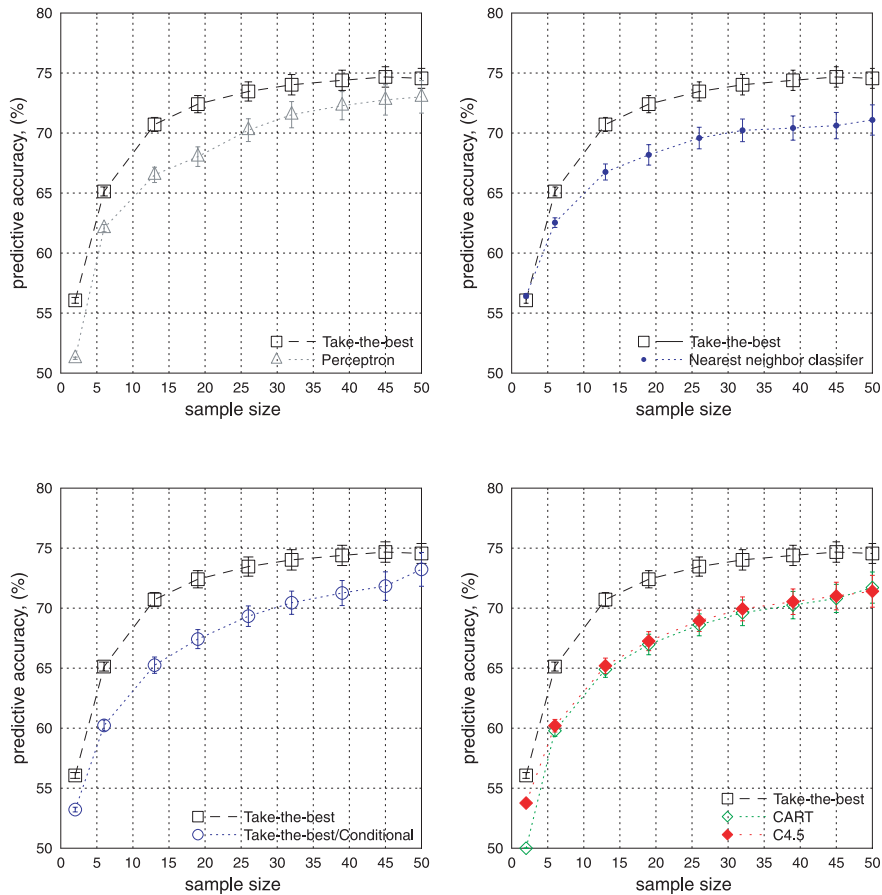 80
75
70
65
60
55
50
predictive accuracy, (%)
Take-the-best
Perceptron
0 5 10 15 20 25 30 35 40 45 50
sample size
80
75
70
65
60
55
50
predictive accuracy, (%)
Take-the-best
Nearest neighbor classifer
0 5 10 15 20 25 30 35 40 45 50
sample size
80
75
70
65
60
55
50
predictive accuracy, (%)
Take-the-best
Take-the-best/Conditional
0 5 10 15 20 25 30 35 40 45 50
sample size
80
75
70
65
60
55
50
predictive accuracy, (%)
Take-the-best
CART
C4.5
0 5 10 15 20 25 30 35 40 45 50
sample size